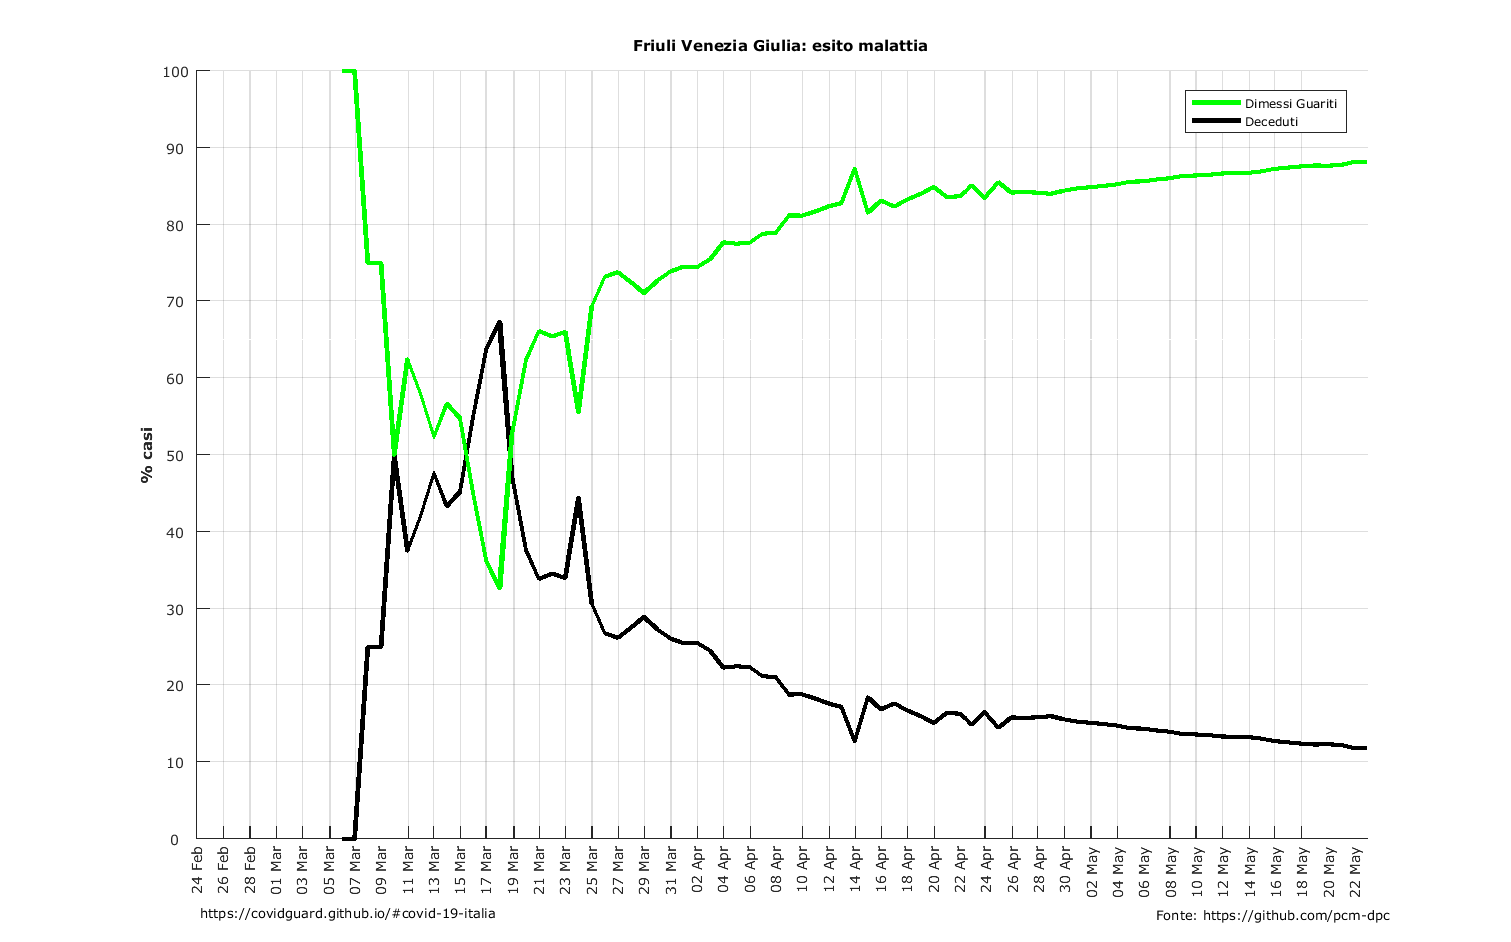 Friuli Venezia Giulia: esito malattia
Dimessi Guariti
Deceduti
% casi
100
90
80
70
60
50
40
30
20
10
0
24 Feb
26 Feb
28 Feb
01 Mar
03 Mar
05 Mar
07 Mar
09 Mar
11 Mar
13 Mar
15 Mar
17 Mar
19 Mar
21 Mar
23 Mar
25 Mar
27 Mar
29 Mar
31 Mar
02 Apr
04 Apr
06 Apr
08 Apr
10 Apr
12 Apr
14 Apr
16 Apr
18 Apr
20 Apr
22 Apr
24 Apr
26 Apr
28 Apr
30 Apr
02 May
04 May
06 May
08 May
10 May
12 May
14 May
16 May
18 May
20 May
22 May
https://covidguard.github.io/#covid-19-italia
Fonte: https://github.com/pcm-dpc